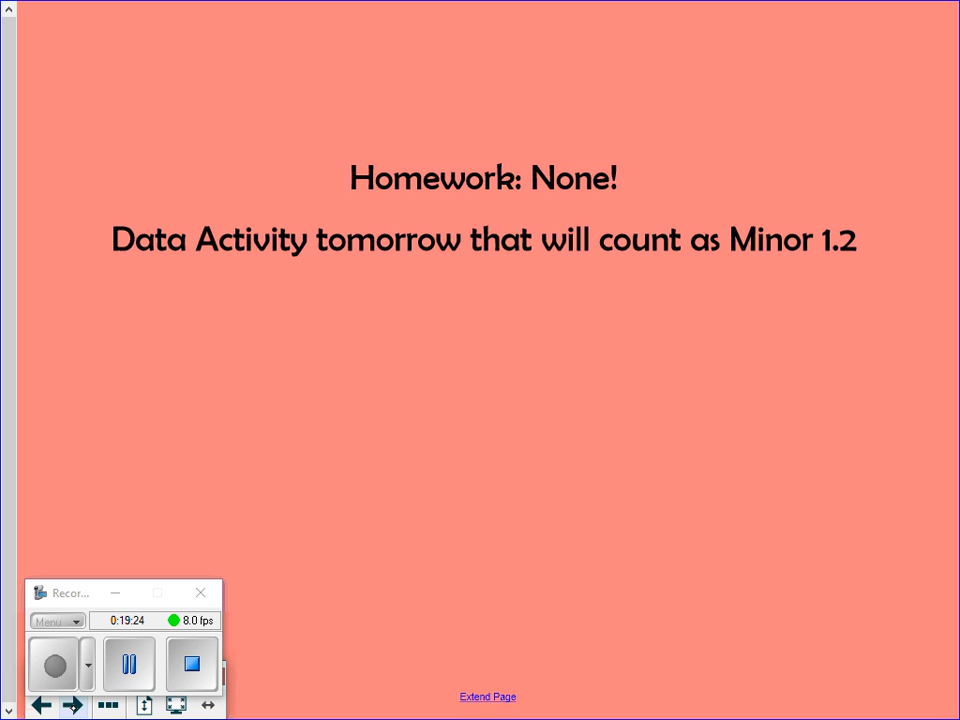 Homework: None!
Data Activity tomorrow that will count as Minor 1.2
Recor...
Menu
0:19:24
8.0 fps
Extend Page